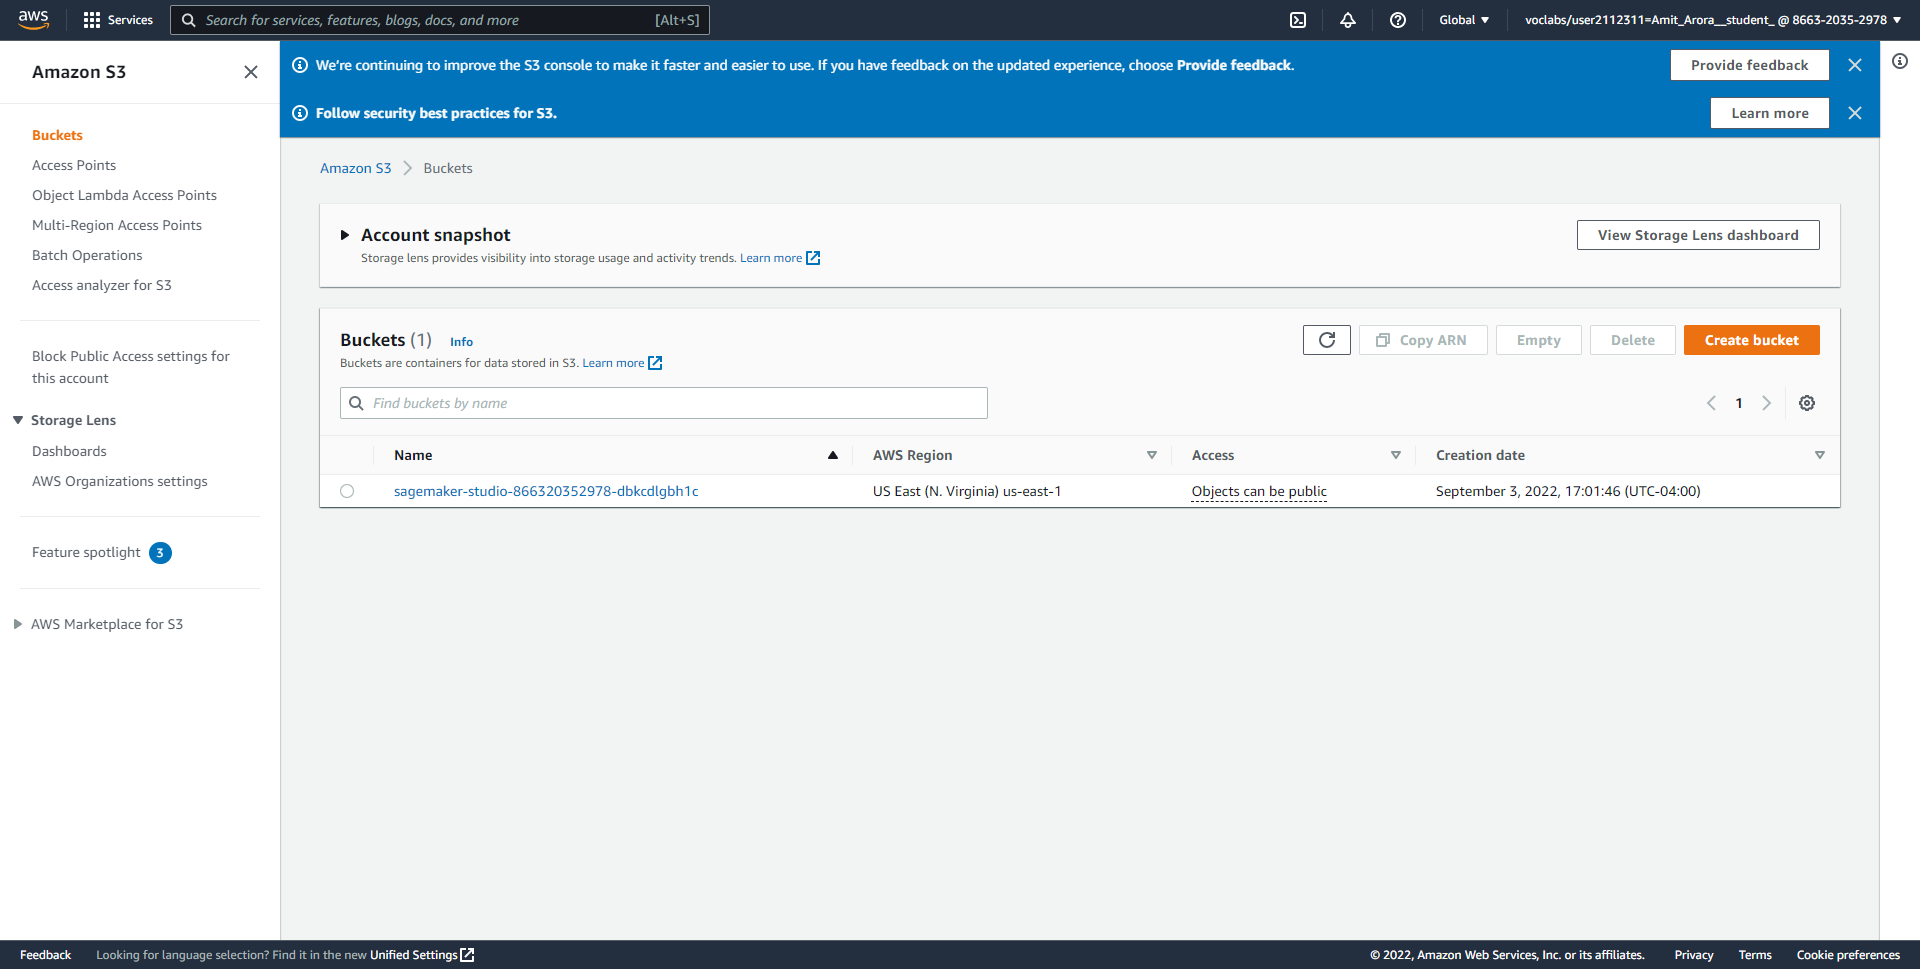 aws
Services
Search for services, features, blogs, docs, and more
[Alt+S]
Global
voclabs/user2112311=Amit_Arora__student_ @ 8663-2035-2978
Amazon S3
Buckets
Access Points
Object Lambda Access Points
Multi-Region Access Points
Batch Operations
Access analyzer for S3
Block Public Access settings for
this account
Storage Lens
Dashboards
AWS Organizations settings
Feature spotlight 3
AWS Marketplace for S3
We're continuing to improve the S3 console to make it faster and easier to use. If you have feedback on the updated experience, choose Provide feedback.
Provide feedback
Follow security best practices for S3.
Learn more
Amazon S3 Buckets
Account snapshot
Storage lens provides visibility into storage usage and activity trends. Learn more
View Storage Lens dashboard
Buckets (1) Info
Buckets are containers for data stored in S3. Learn more
Copy ARN
Empty
Delete
Create bucket
Find buckets by name
1
Name AWS Region Access Creation date
sagemaker-studio-866320352978-dbkcdlgbh1c US East (N. Virginia) us-east-1 Objects can be public September 3, 2022, 17:01:46 (UTC-04:00)
Feedback Looking for language selection? Find it in the new Unified Settings
© 2022, Amazon Web Services, Inc. or its affiliates. Privacy Terms Cookie preferences